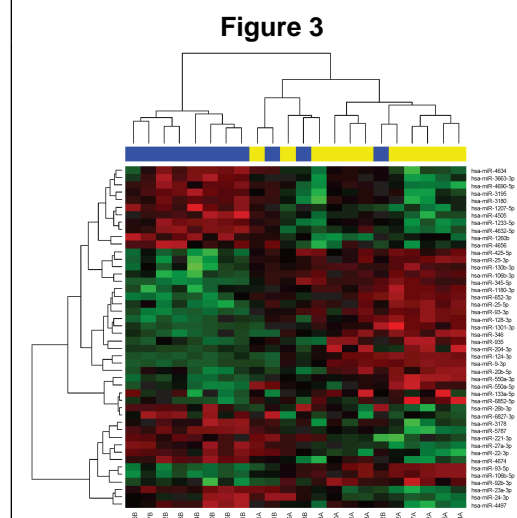 Figure 3
hsa-miR-4634
hsa-miR-3663-3p
hsa-miR-4690-5p
hsa-miR-3195
hsa-miR-3180
hsa-miR-1207-5p
hsa-miR-4505
hsa-miR-1233-5p
hsa-miR-4632-5p
hsa-miR-1260b
hsa-miR-4656
hsa-miR-425-5p
hsa-miR-25-3p
hsa-miR-130b-3p
hsa-miR-106b-3p
hsa-miR-345-5p
hsa-miR-1180-3p
hsa-miR-652-3p
hsa-miR-25-5p
hsa-miR-93-3p
hsa-miR-128-3p
hsa-miR-1301-3p
hsa-miR-346
hsa-miR-935
hsa-miR-204-3p
hsa-miR-124-3p
hsa-miR-9-3p
hsa-miR-20b-5p
hsa-miR-550a-3p
hsa-miR-550a-5p
hsa-miR-133a-5p
hsa-miR-6852-5p
hsa-miR-26b-3p
hsa-miR-6827-3p
hsa-miR-3178
hsa-miR-5787
hsa-miR-221-3p
hsa-miR-27a-3p
hsa-miR-22-3p
hsa-miR-4674
hsa-miR-93-5p
hsa-miR-106b-5p
hsa-miR-92b-3p
hsa-miR-23a-3p
hsa-miR-24-3p
hsa-miR-4497